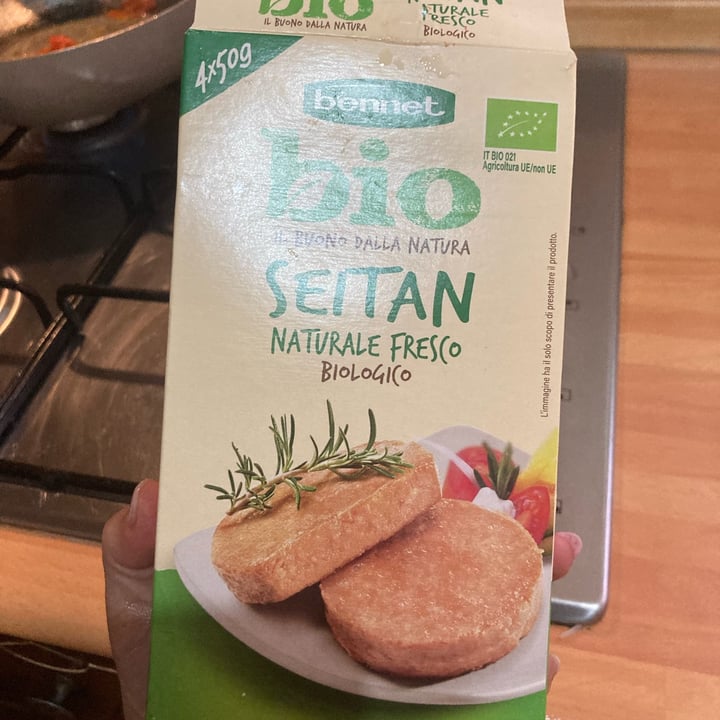 bio
IL BUONO DALLA NATURA
NATURALE
FRESCO
BIOLOGICO
4x50g
bennet
bio
IL BUONO DALLA NATURA
IT BIO 021
Agricoltura UE/non UE
SEITAN
NATURALE FRESCO
BIOLOGICO
L'immagine ha il solo scopo di presentare il prodotto.